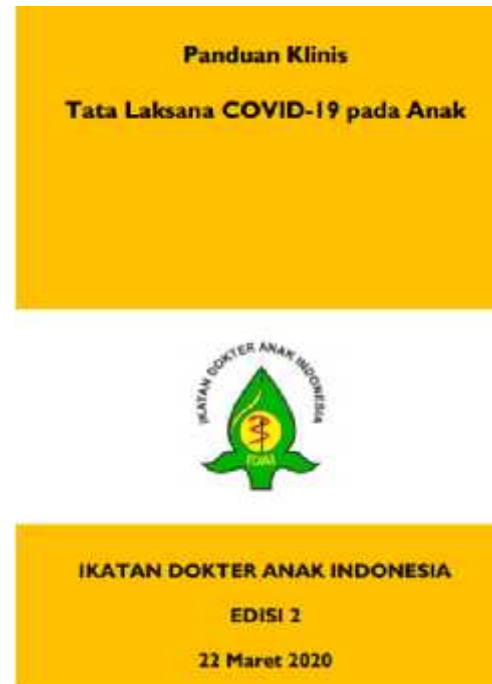 Panduan Klinis
Tata Laksana COVID-19 pada Anak
IKATAN DOKTER ANAK INDONESIA
IKATAN DOKTER ANAK INDONESIA
EDISI 2
22 Maret 2020